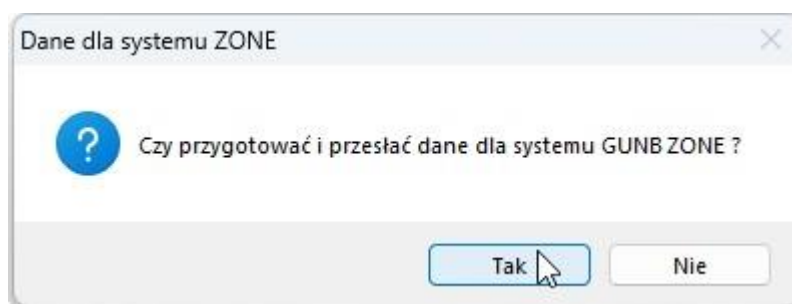 Dane dla systemu ZONE
Czy przygotować i przesłać dane dla systemu GUNB ZONE ?
Tak Nie